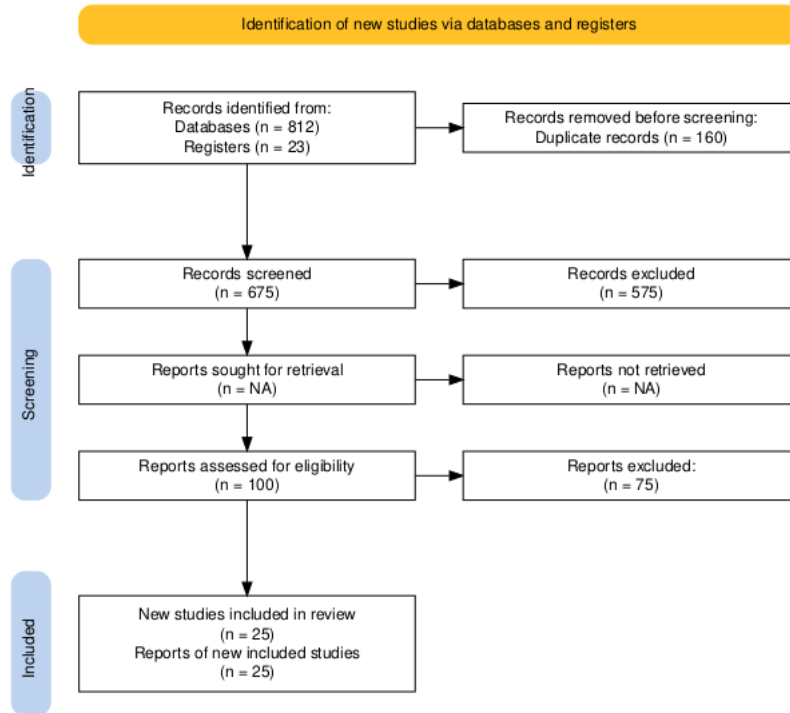 Identification of new studies via databases and registers
Identification
Records identified from:
Databases (n = 812)
Registers (n = 23)
Records removed before screening:
Duplicate records (n = 160)
Screening
Records screened
(n = 675)
Records excluded
(n = 575)
Reports sought for retrieval
(n = NA)
Reports not retrieved
(n = NA)
Reports assessed for eligibility
(n = 100)
Reports excluded:
(n = 75)
Included
New studies included in review
(n = 25)
Reports of new included studies
(n = 25)